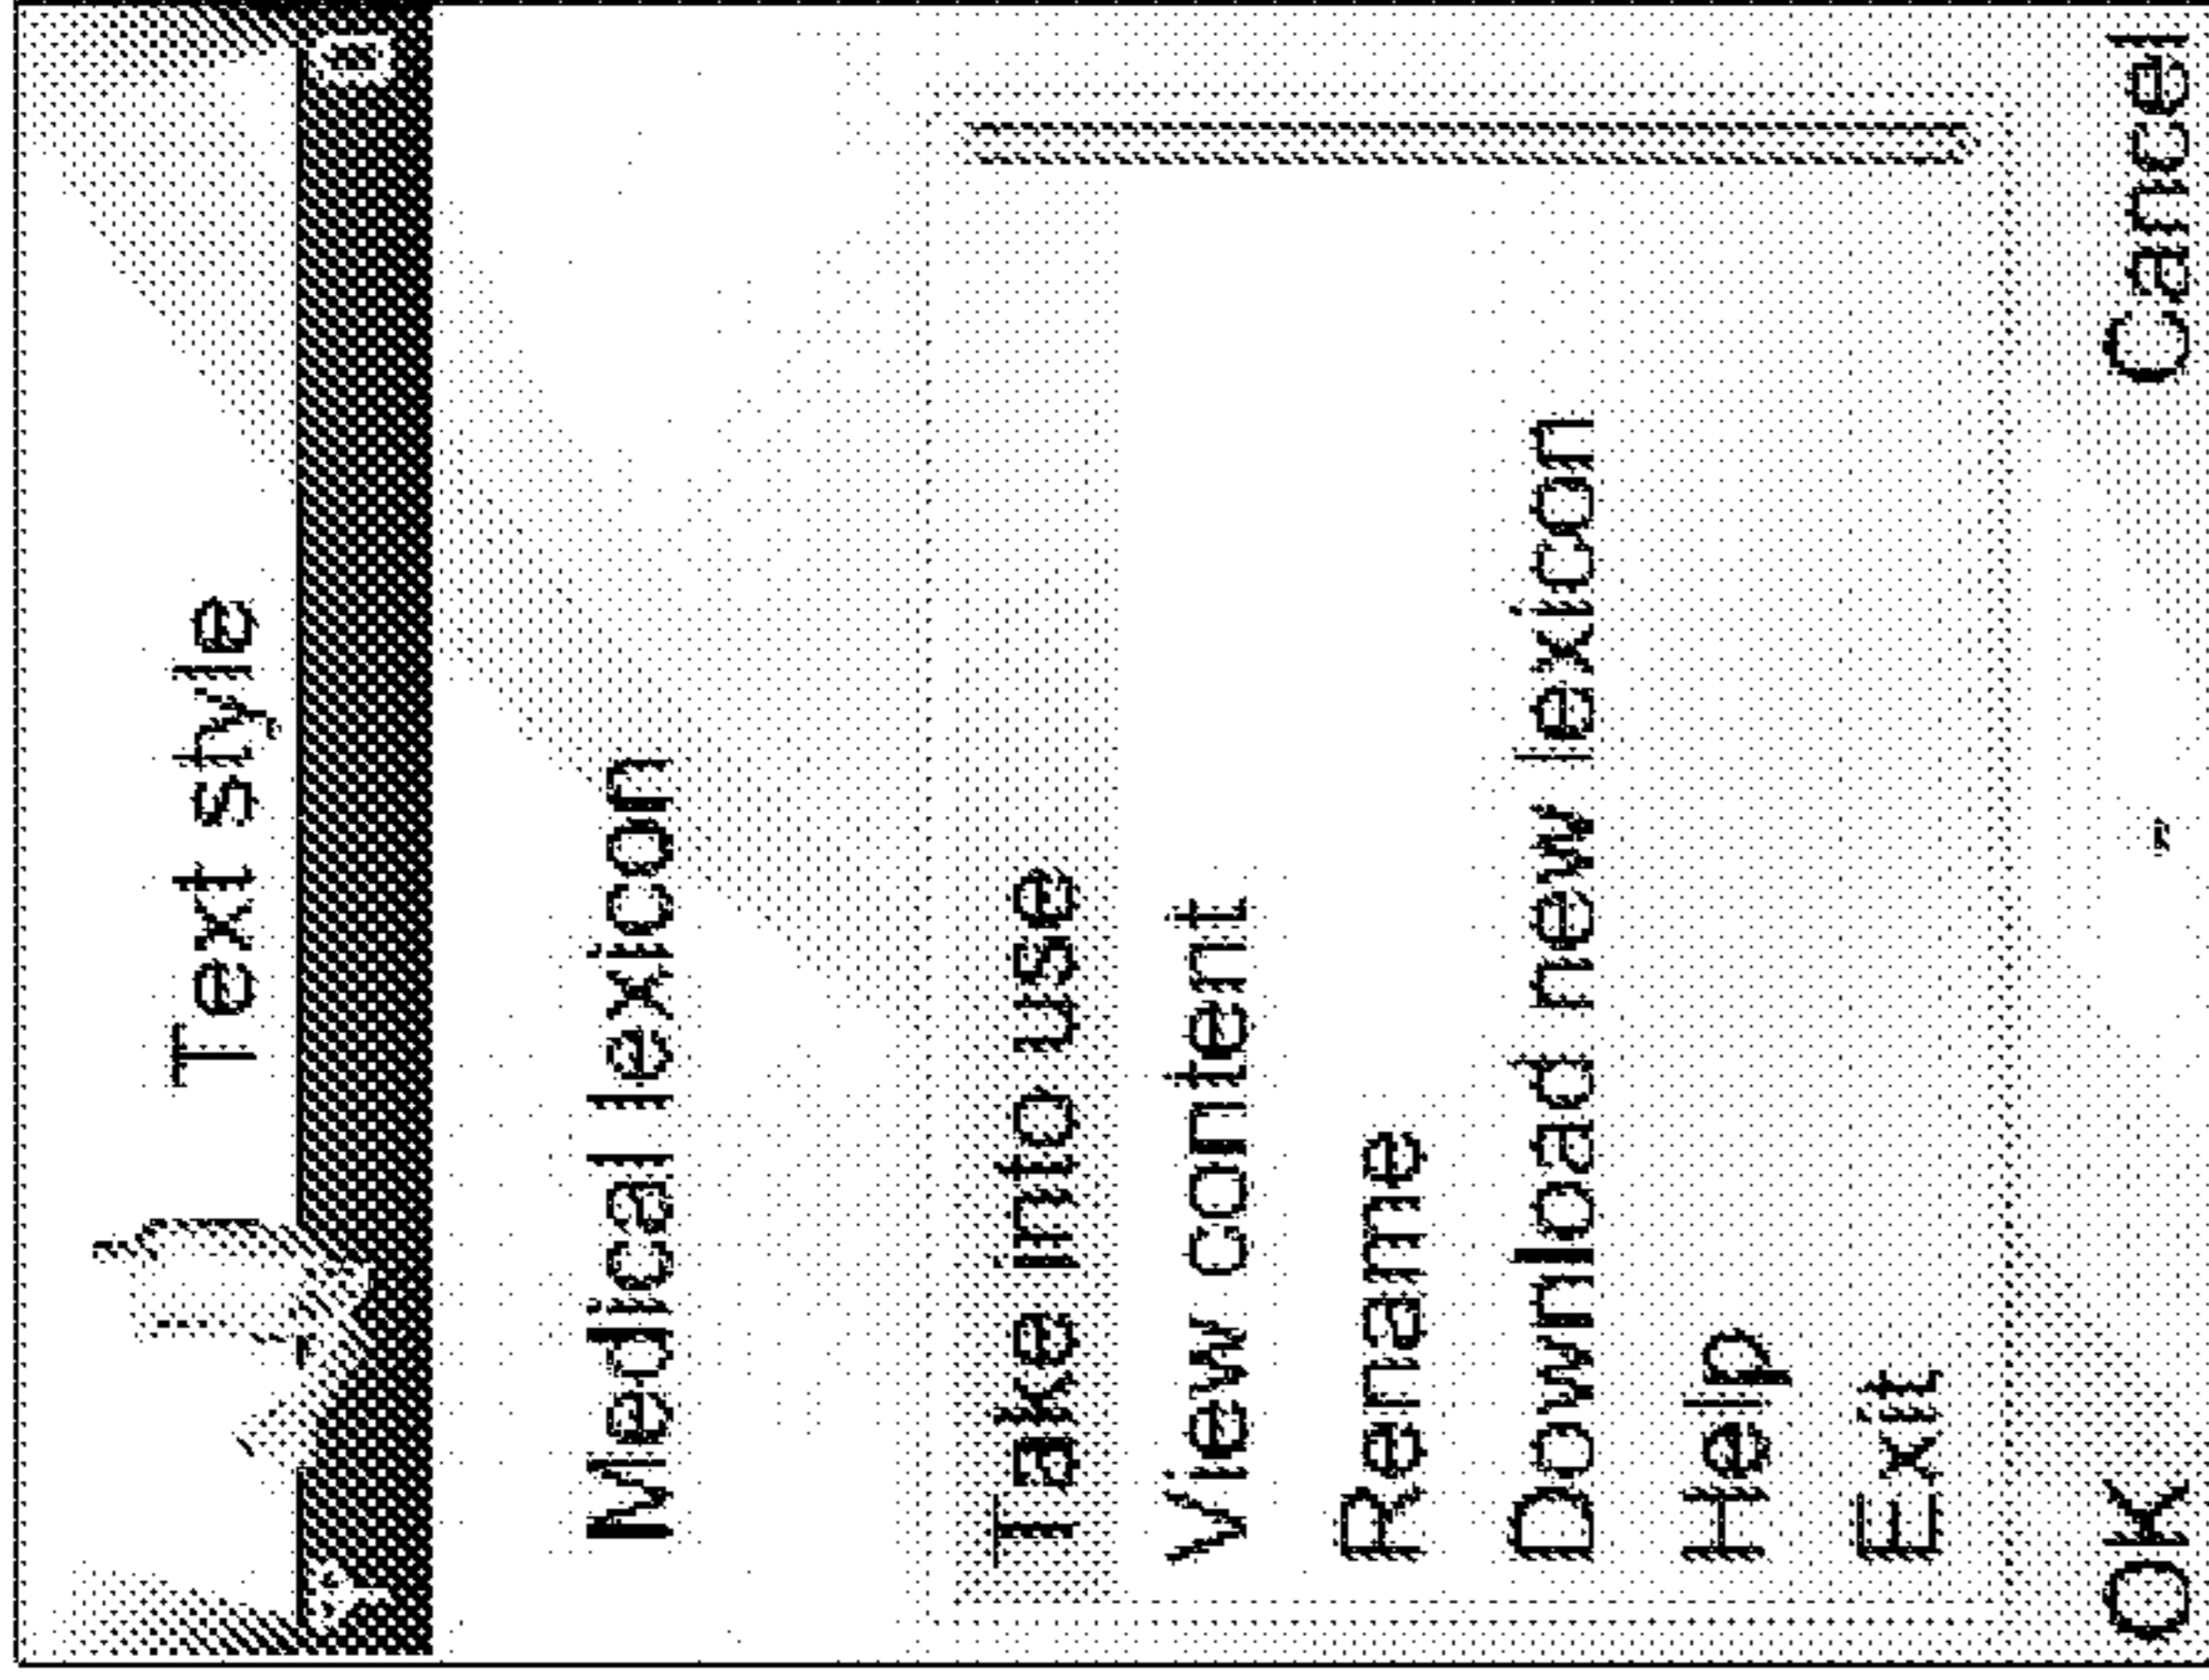 Text style
Medical lexicon
Take into use
View content
Rename
Download new lexicon
Help
Exit
OK Cancel